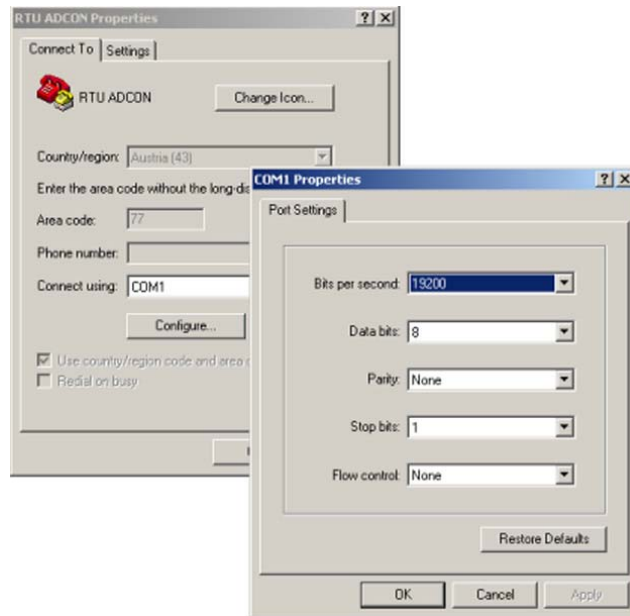 RTU ADCON Properties
Connect To
Settings
RTU ADCON
Change Icon...
Country/region: Austria (43)
Enter the area code without the long-dis
Area code: 77
Phone number:
Connect using: COM1
Configure...
Use country/region code and area
Redial on busy
COM1 Properties
Port Settings
Bits per second: 19200
Data bits: 8
Parity: None
Stop bits: 1
Flow control: None
Restore Defaults
OK
Cancel
Apply